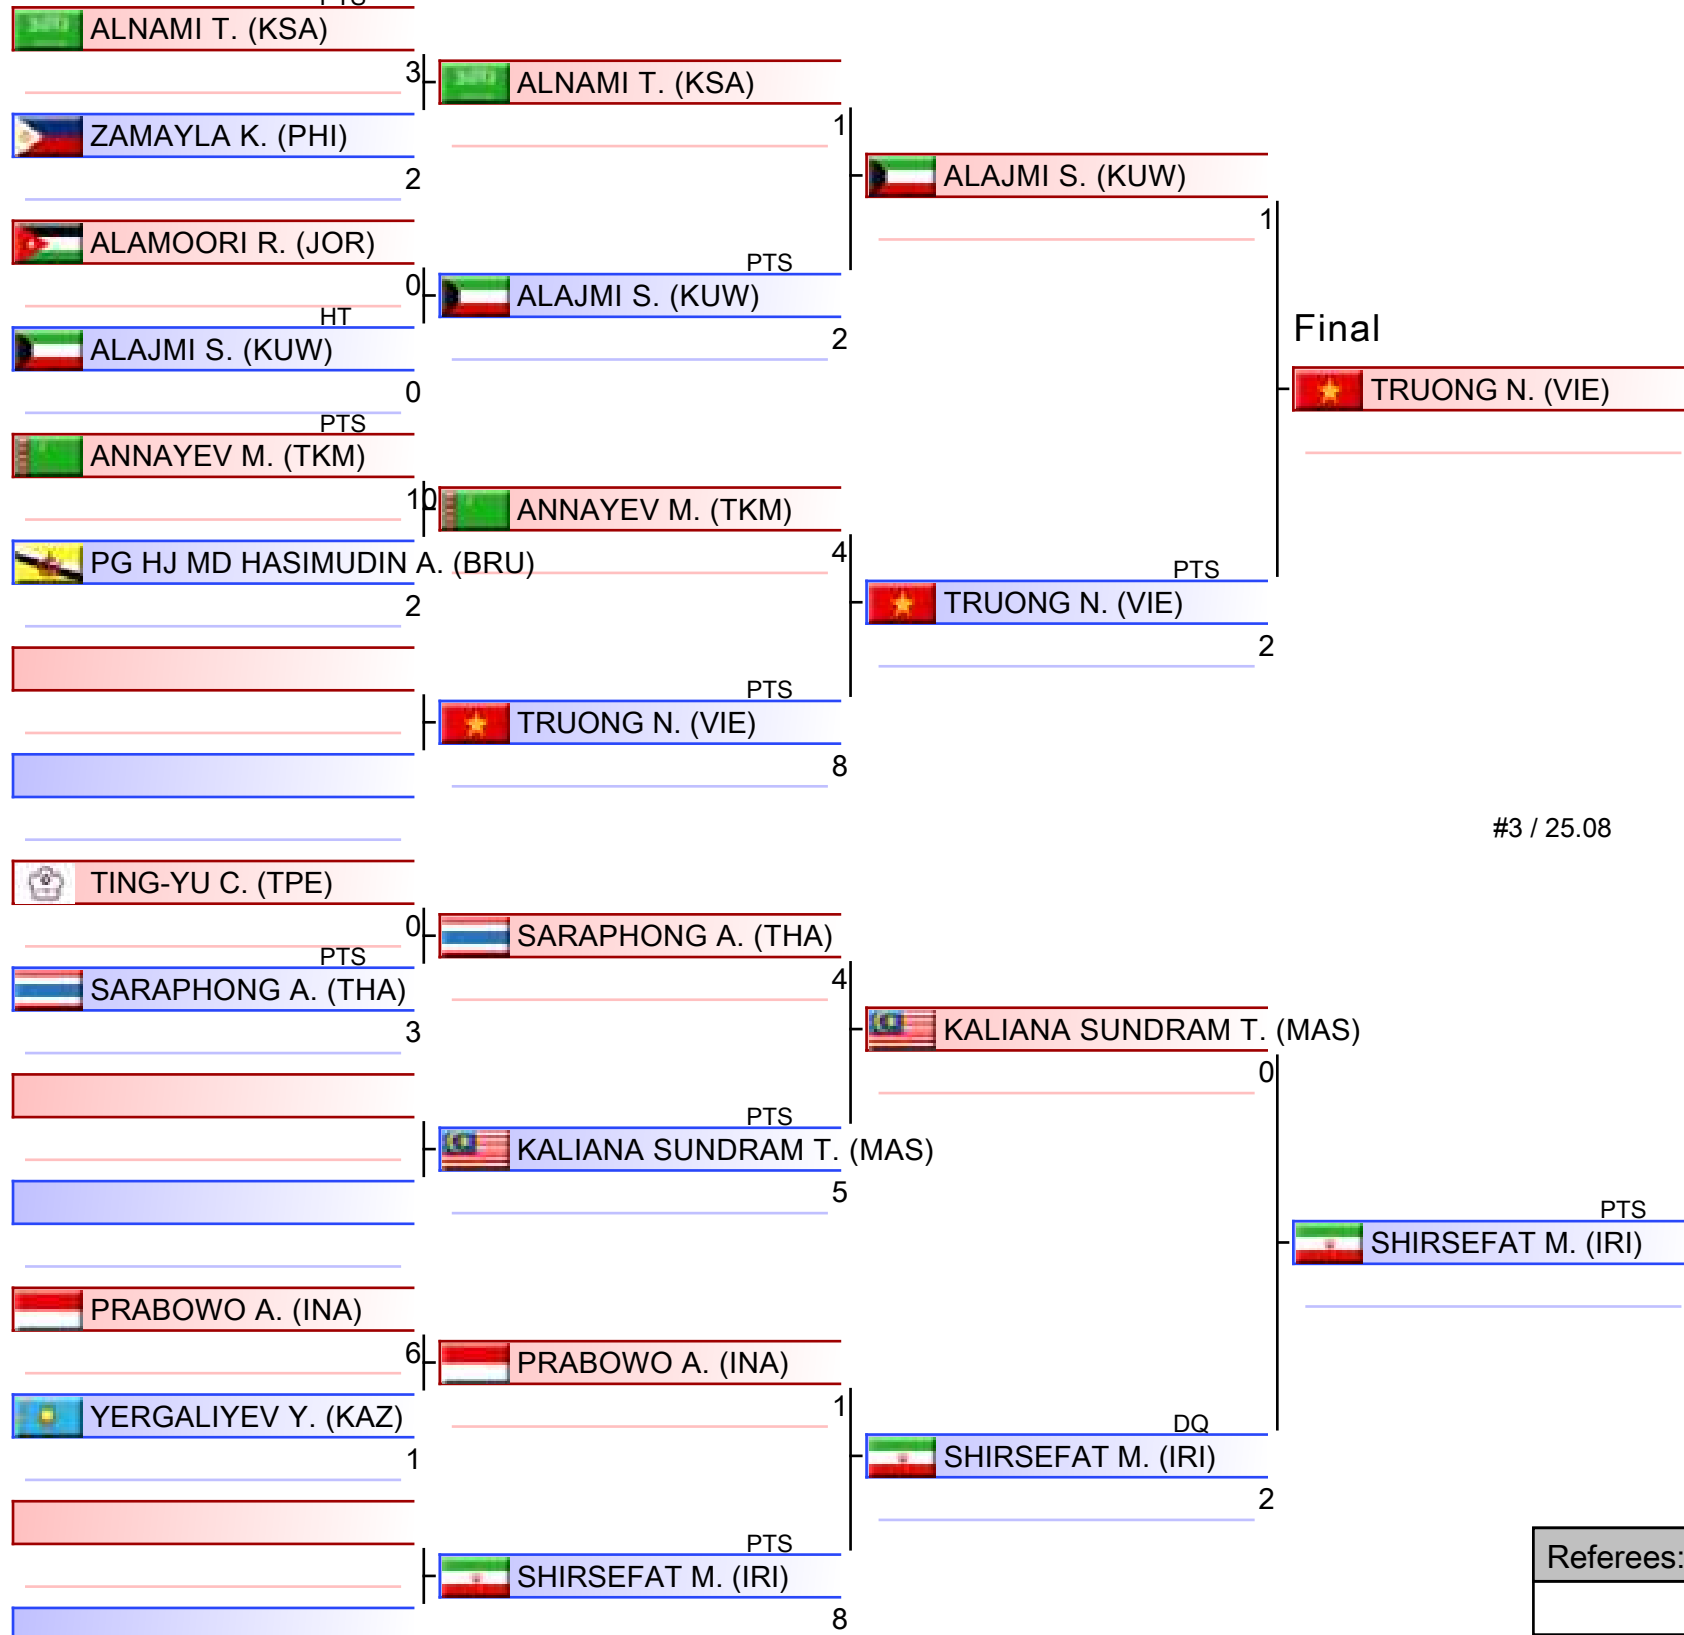 PTS
ALNAMI T. (KSA)
3
ZAMAYLA K. (PHI)
2
ALAMOORI R. (JOR)
0
HT
ALAJMI S. (KUW)
0
PTS
ANNAYEV M. (TKM)
10
PG HJ MD HASIMUDIN A. (BRU)
2
TING-YU C. (TPE)
0
PTS
SARAPHONG A. (THA)
3
PRABOWO A. (INA)
6
YERGALIYEV Y. (KAZ)
1
ALNAMI T. (KSA)
1
PTS
ALAJMI S. (KUW)
2
ANNAYEV M. (TKM)
4
PTS
TRUONG N. (VIE)
8
SARAPHONG A. (THA)
4
PTS
KALIANA SUNDRAM T. (MAS)
5
PRABOWO A. (INA)
1
PTS
SHIRSEFAT M. (IRI)
8
ALAJMI S. (KUW)
1
PTS
TRUONG N. (VIE)
2
KALIANA SUNDRAM T. (MAS)
0
DQ
SHIRSEFAT M. (IRI)
2
Final
TRUONG N. (VIE)
#3 / 25.08
PTS
SHIRSEFAT M. (IRI)
Referees: